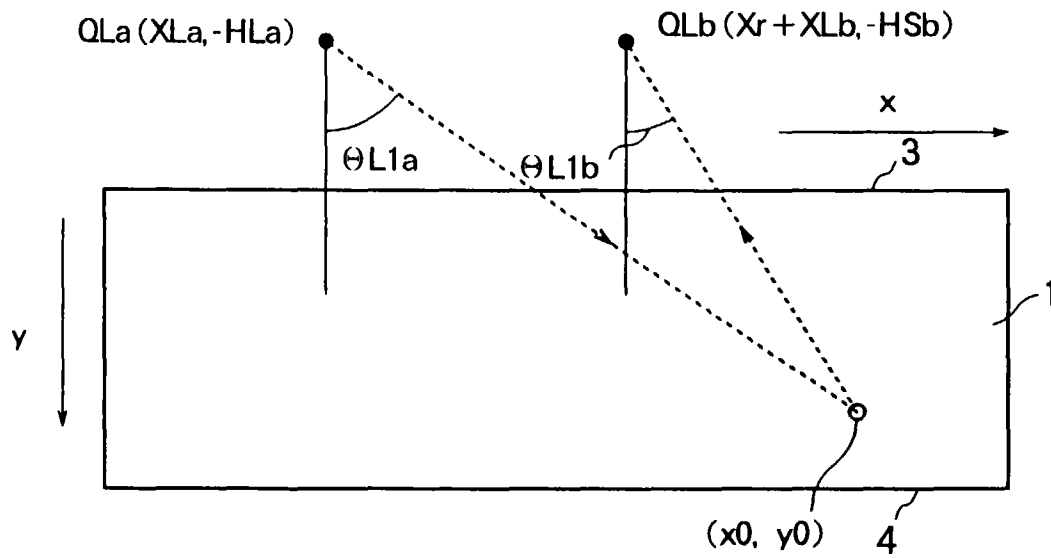 QLa(XLa,-HLa)
QLb(Xr+XLb,-HSb)
x
3
ΘL1a
ΘL1b
1
y
(x0, y0)
4